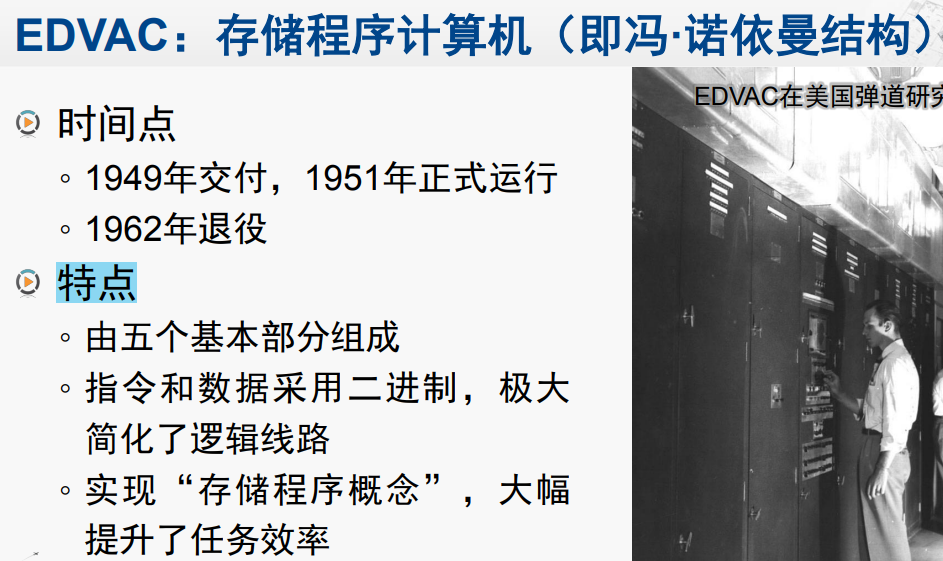 EDVAC：存储程序计算机（即冯·诺依曼结构）
EDVAC在美国弹道研究
时间点
1949年交付，1951年正式运行
1962年退役
特点
由五个基本部分组成
指令和数据采用二进制，极大
简化了逻辑线路
实现“存储程序概念”，大幅
提升了任务效率